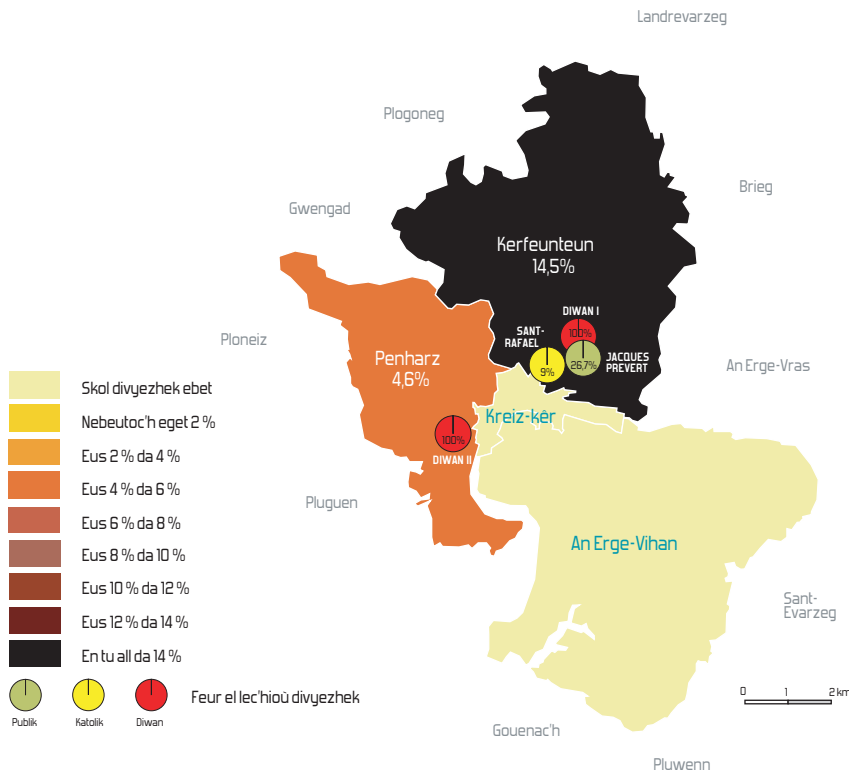 Landrevarzeg
Plogoneg
Brieg
Gwengad
Kerfeunteun
14,5%
DIWAN I
SANT-
RAFAEL
100%
Ploneiz
Penharz
4,6%
JACQUES
PREVERT
26,7%
9%
An Erge-Vras
Skol divyezhek ebet
Nebeutoc'h eget 2 %
Kreiz-kêr
Eus 2 % da 4 %
100%
DIWAN II
Eus 4 % da 6 %
Pluguen
Eus 6 % da 8 %
An Erge-Vihan
Eus 8 % da 10 %
Eus 10 % da 12 %
Sant-
Evarzeg
Eus 12 % da 14 %
En tu all da 14 %
Feur el lec'hioù divyezhek
0 1 2 km
Publik Katolik Diwan
Gouenac'h
Pluwenn